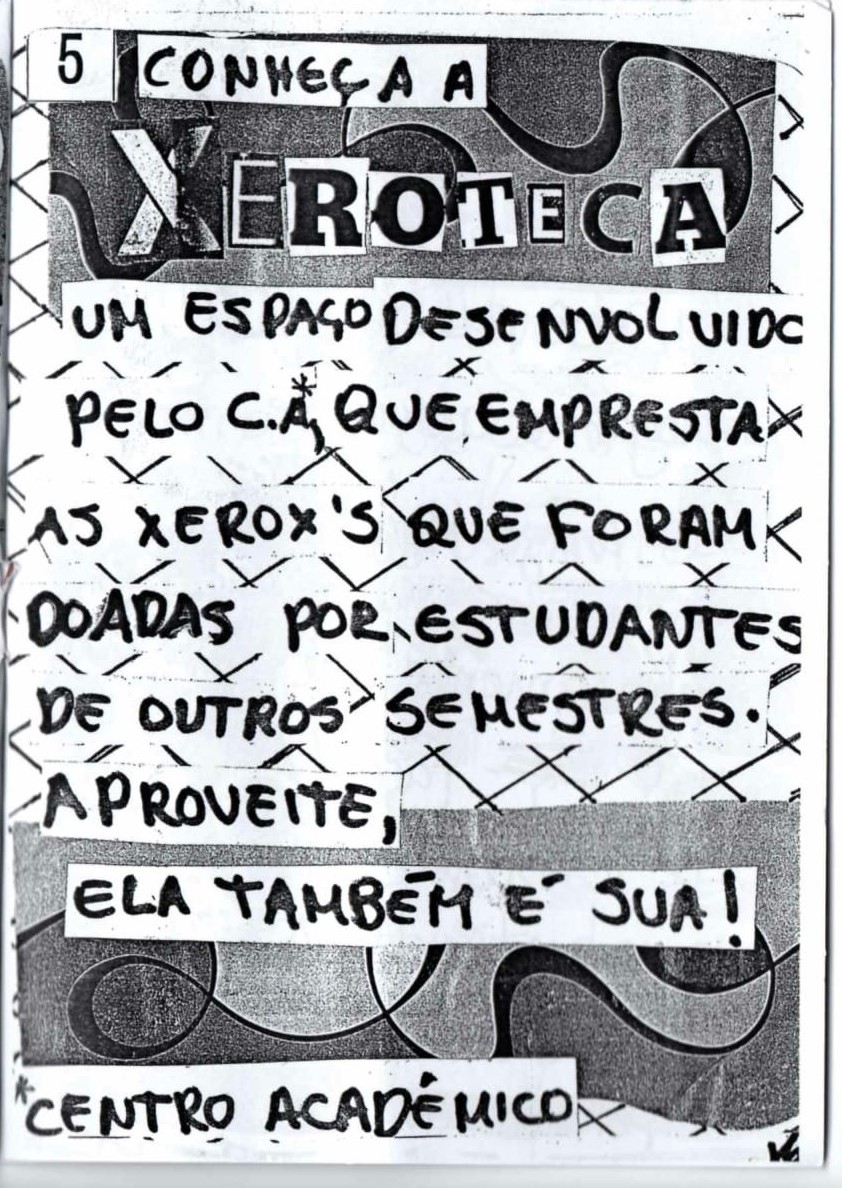 5 CONHEÇA A
XEROTECA
UM ESPAÇO DESENVOLVIDO
PELO C.A*, QUE EMPRESTA
AS XEROX'S QUE FORAM
DOADAS POR ESTUDANTES
DE OUTROS SEMESTRES.
APROVEITE,
ELA TAMBÉM É SUA!
*CENTRO ACADÊMICO